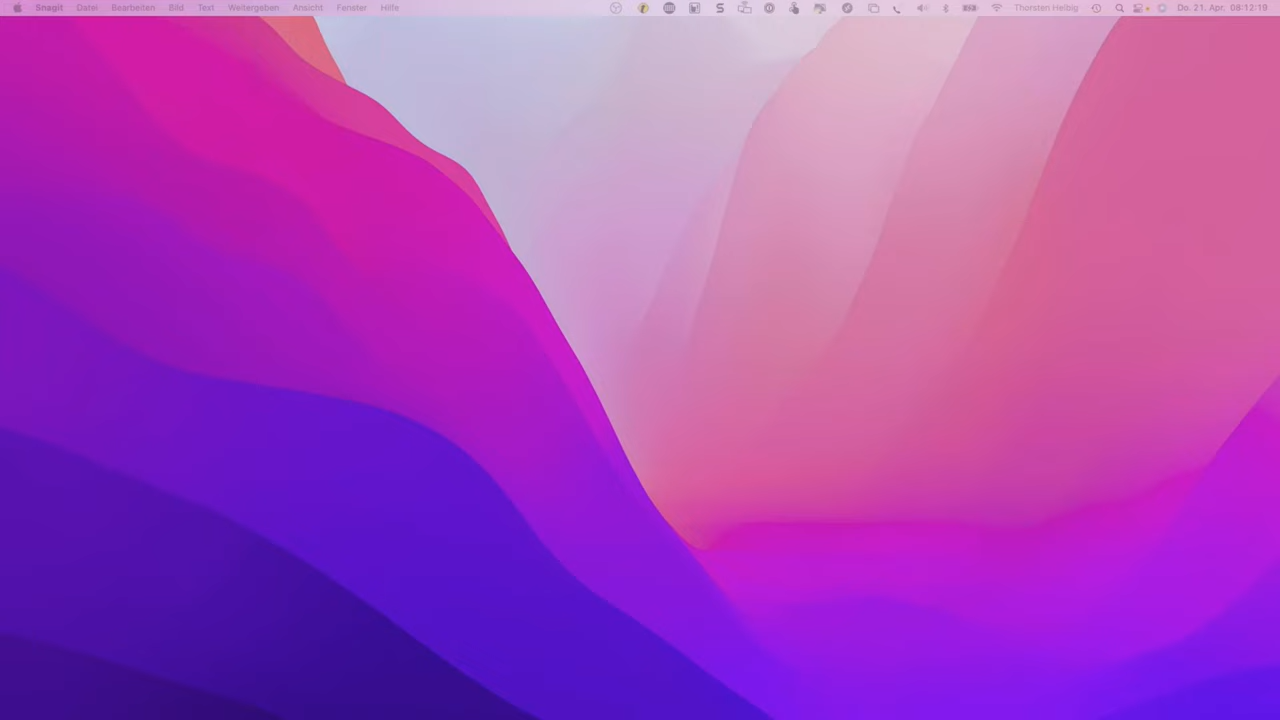 Snagit Datei Bearbeiten Bild Text Weitergeben Ansicht Fenster Hilfe Thorsten Helbig Do. 21. Apr. 08:12:19